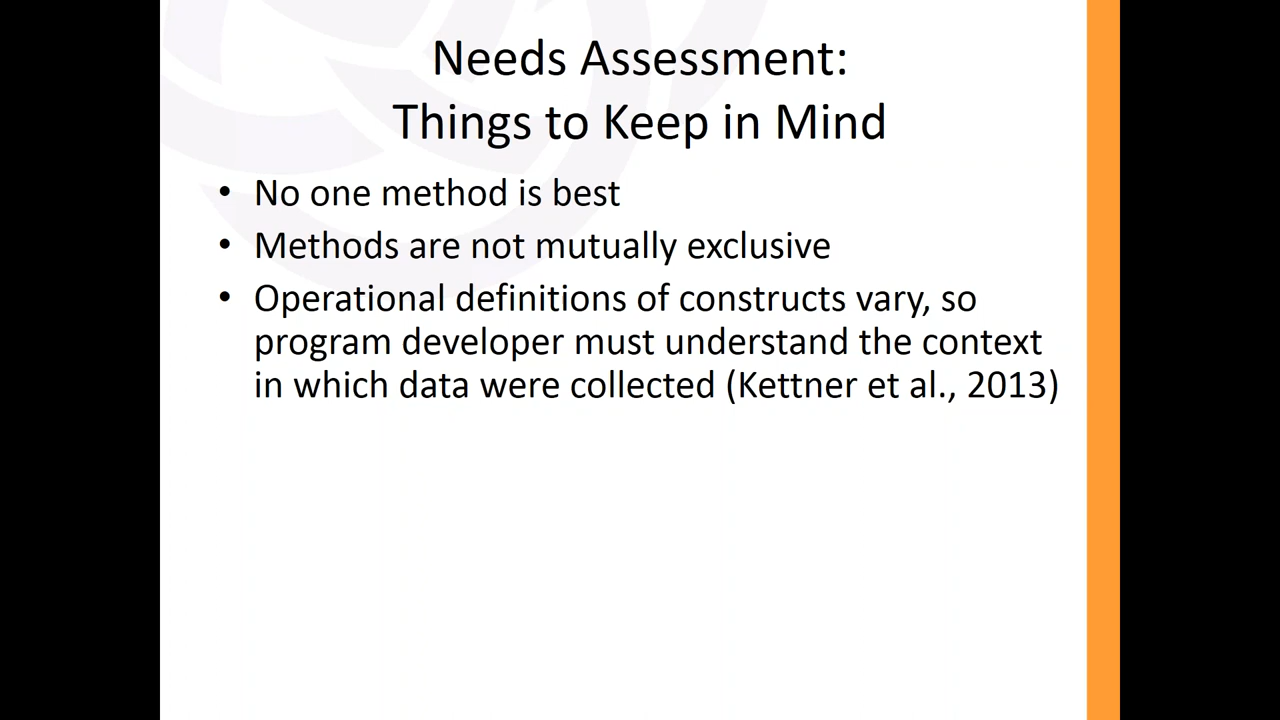 Needs Assessment:
Things to Keep in Mind
• No one method is best
• Methods are not mutually exclusive
• Operational definitions of constructs vary, so
program developer must understand the context
in which data were collected (Kettner et al., 2013)